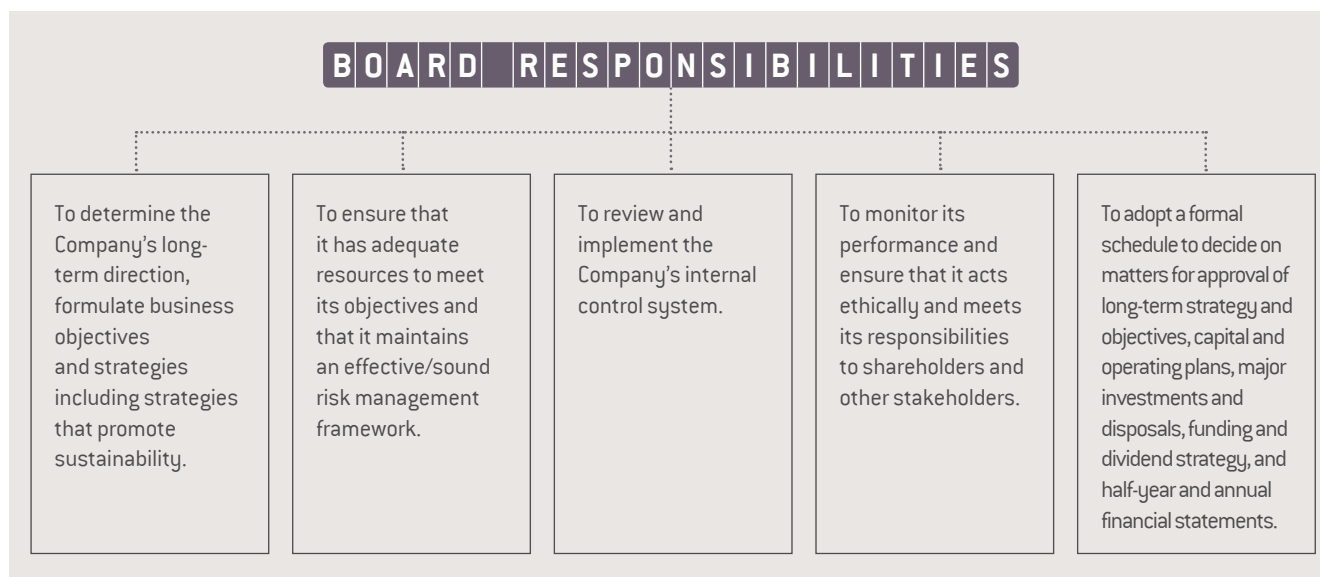 BOARD RESPONSIBILITIES
To determine the
Company's long-
term direction,
formulate business
objectives
and strategies
including strategies
that promote
sustainability.
To ensure that
it has adequate
resources to meet
its objectives and
that it maintains
an effective/sound
risk management
framework.
To review and
implement the
Company's internal
control system.
To monitor its
performance and
ensure that it acts
ethically and meets
its responsibilities
to shareholders and
other stakeholders.
To adopt a formal
schedule to decide on
matters for approval of
long-term strategy and
objectives, capital and
operating plans, major
investments and
disposals, funding and
dividend strategy, and
half-year and annual
financial statements.